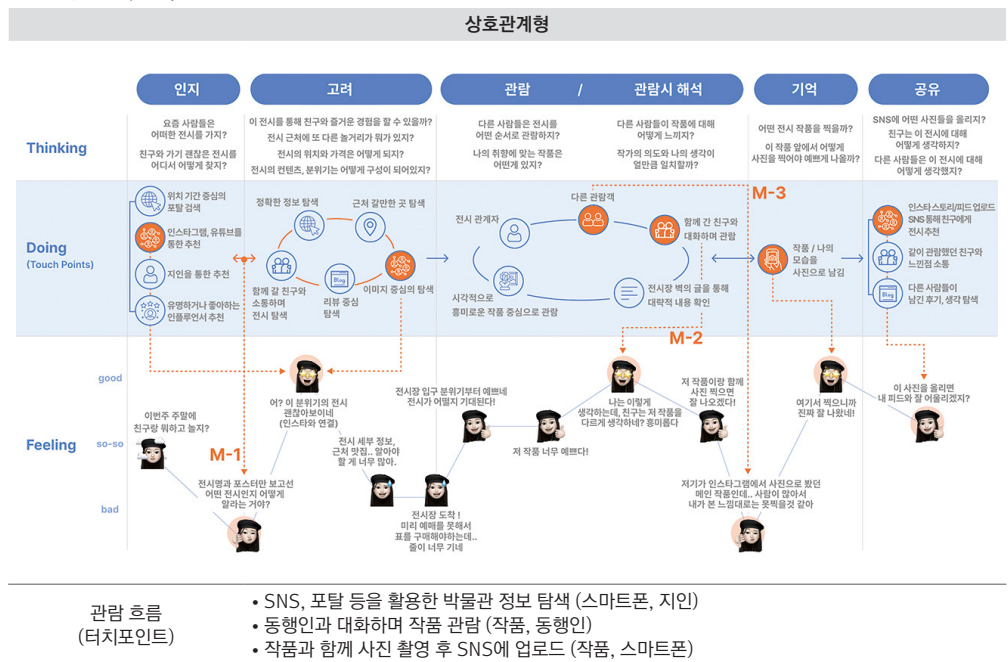 상호관계형
인지
고려
관람 / 관람시 해석
기억
공유
Thinking
요즘 사람들은
어떠한 전시를 가지?
친구와 가기 괜찮은 전시를
어디서 어떻게 찾지?
이 전시를 통해 친구와 즐거운 경험을 할 수 있을까?
전시 근처에 또 다른 놀거리가 뭐가 있지?
전시의 위치와 가격은 어떻게 되지?
전시의 컨텐츠, 분위기는 어떻게 구성이 되어있지?
다른 사람들은 전시를
어떤 순서로 관람하지?
나의 취향에 맞는 작품은
어떤게 있지?
다른 사람들이 작품에 대해
어떻게 느끼지?
작가의 의도와 나의 생각이
얼만큼 일치할까?
어떤 전시 작품을 찍을까?
이 작품 앞에서 어떻게
사진을 찍어야 예쁘게 나올까?
SNS에 어떤 사진들을 올리지?
친구는 이 전시에 대해
어떻게 생각하지?
다른 사람들은 이 전시에 대해
어떻게 생각했지?
Doing
(Touch Points)
위치 기간 중심의
포탈 검색
인스타그램, 유튜브를
통한 추천
지인을 통한 추천
유명하거나 좋아하는
인플루언서 추천
정확한 정보 탐색
근처 갈만한 곳 탐색
함께 갈 친구와
소통하며
전시 탐색
Blog
리뷰 중심
탐색
이미지 중심의 탐색
전시 관계자
다른 관람객
M-3
함께 간 친구와
대화하며 관람
시각적으로
흥미로운 작품 중심으로 관람
전시장 벽의 글을 통해
대략적 내용 확인
작품 / 나의
모습을
사진으로 남김
인스타 스토리/피드 업로드
SNS 통해 친구에게
전시 추천
같이 관람했던 친구와
느낀점 소통
Blog
다른 사람들이
남긴 후기, 생각 탐색
M-2
Feeling
good
so-so
bad
이번주 주말에
친구랑 뭐하고 놀지?
M-1
전시명과 포스터만 보고선
어떤 전시인지 어떻게
알라는 거야?
어? 이 분위기의 전시
괜찮아보이네
(인스타와 연결)
전시 세부 정보,
근처 맛집.. 알아야
할 게 너무 많아.
전시장 입구 분위기부터 예쁘네
전시가 어떨지 기대된다!
전시장 도착 !
미리 예매를 못해서
표를 구매해야하는데..
줄이 너무 기네
저 작품 너무 예쁘다!
나는 이렇게
생각하는데, 친구는 저 작품을
다르게 생각하네? 흥미롭다
저 작품이랑 함께
사진 찍으면
잘 나오겠다!
저기가 인스타그램에서 사진으로 봤던
메인 작품인데.. 사람이 많아서
내가 본 느낌대로는 못찍을것 같아
여기서 찍으니까
진짜 잘 나왔네!
이 사진을 올리면
내 피드와 잘 어울리겠지?
관람 흐름
(터치포인트)
• SNS, 포탈 등을 활용한 박물관 정보 탐색 (스마트폰, 지인)
• 동행인과 대화하며 작품 관람 (작품, 동행인)
• 작품과 함께 사진 촬영 후 SNS에 업로드 (작품, 스마트폰)